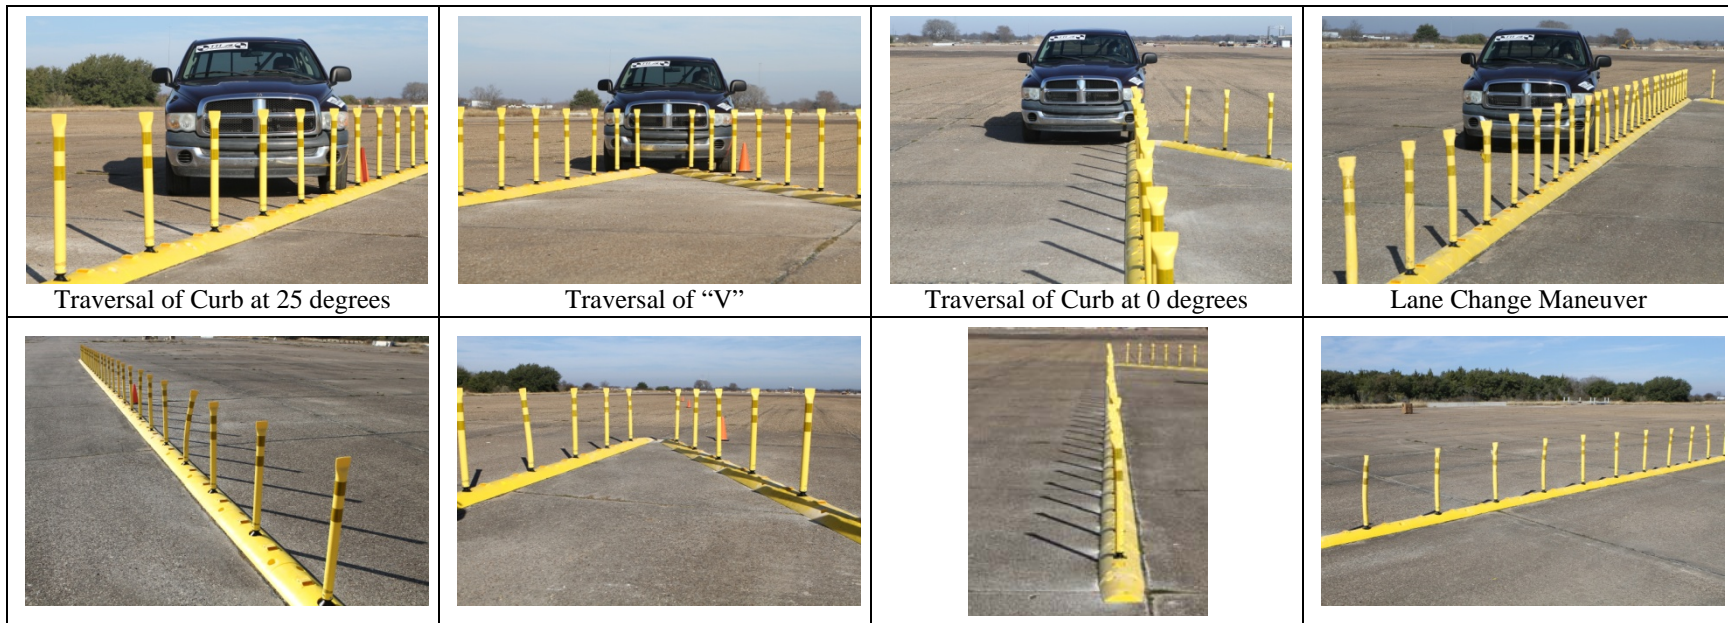 Traversal of Curb at 25 degrees
Traversal of “V”
Traversal of Curb at 0 degrees
Lane Change Maneuver